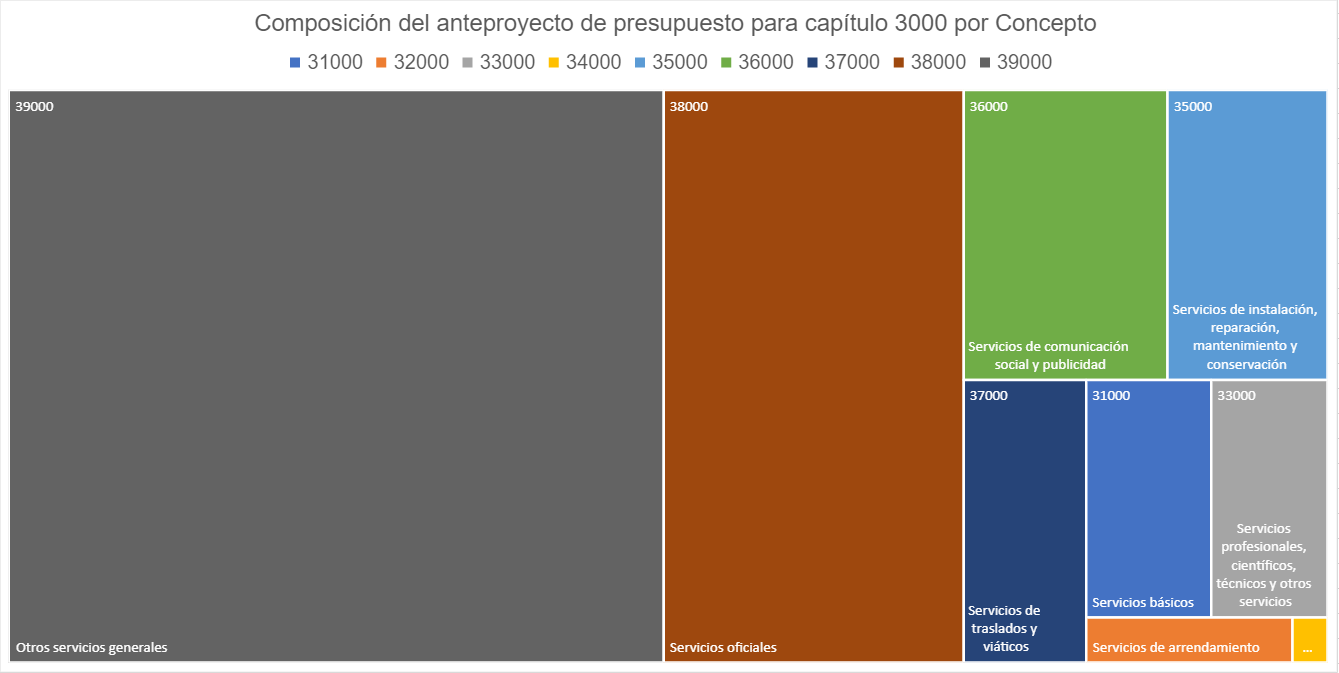 Composición del anteproyecto de presupuesto para capítulo 3000 por Concepto
31000 32000 33000 34000 35000 36000 37000 38000 39000
39000
Otros servicios generales
38000
Servicios oficiales
36000
Servicios de comunicación
social y publicidad
35000
Servicios de instalación,
reparación,
mantenimiento y
conservación
37000
Servicios de
traslados y
viáticos
31000
Servicios básicos
33000
Servicios
profesionales,
científicos,
técnicos y otros
servicios
Servicios de arrendamiento
...